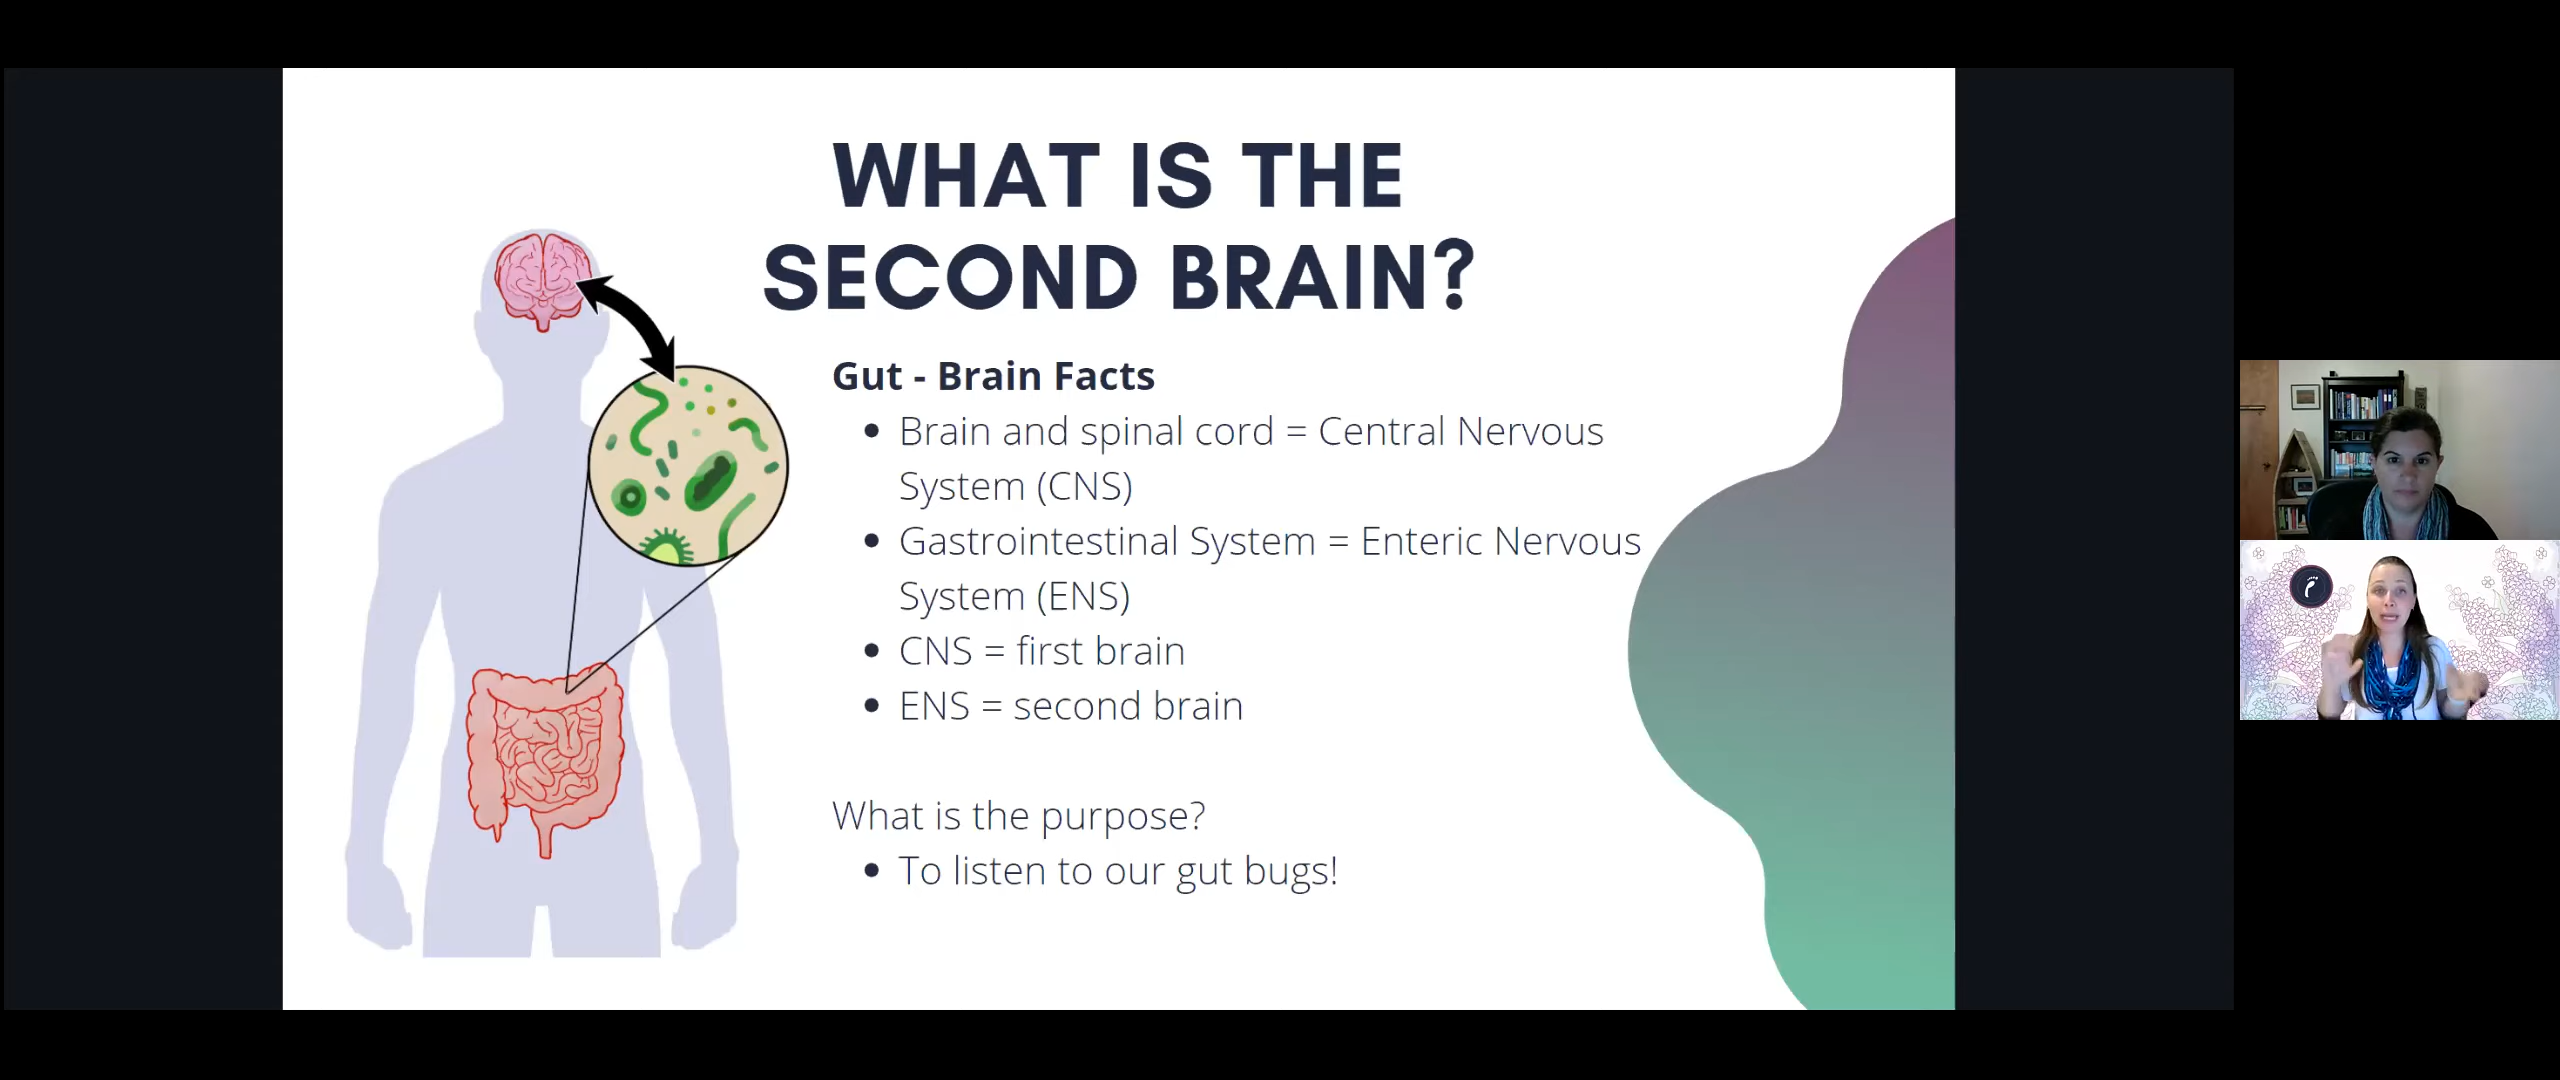 WHAT IS THE
SECOND BRAIN?
Gut - Brain Facts
• Brain and spinal cord = Central Nervous
System (CNS)
• Gastrointestinal System = Enteric Nervous
System (ENS)
• CNS = first brain
• ENS = second brain
What is the purpose?
• To listen to our gut bugs!